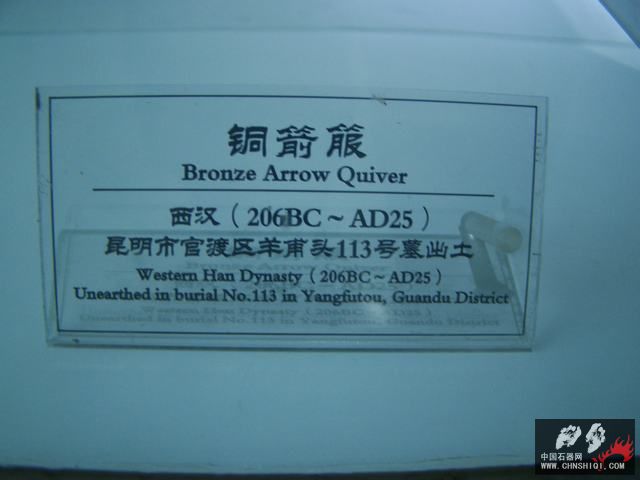 铜箭箙
Bronze Arrow Quiver
西汉（206BC～AD25）
昆明市官渡区羊甫头113号墓出土
Western Han Dynasty（206BC～AD25）
Unearthed in burial No.113 in Yangfutou, Guandu District
中国石器网
WWW.CHNSHIQI.COM